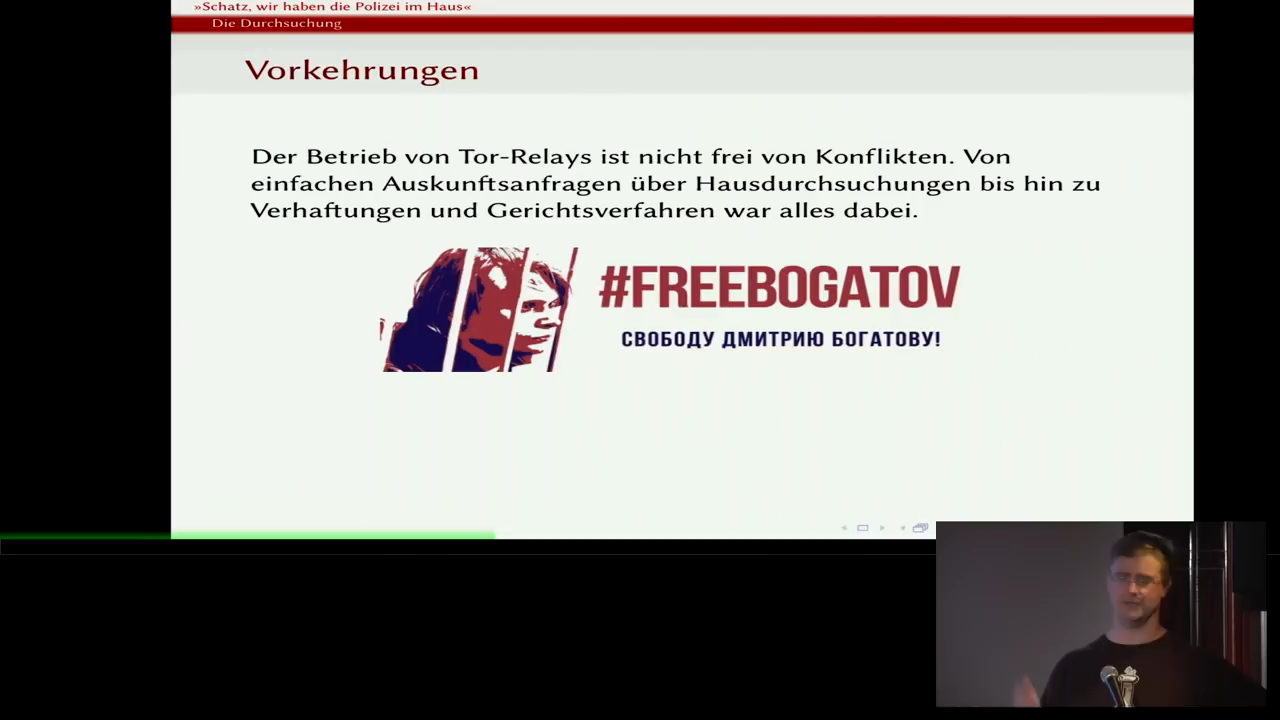 »Schatz, wir haben die Polizei im Haus«
Die Durchsuchung
Vorkehrungen
Der Betrieb von Tor-Relays ist nicht frei von Konflikten. Von
einfachen Auskunftsanfragen über Hausdurchsuchungen bis hin zu
Verhaftungen und Gerichtsverfahren war alles dabei.
#FREEBOGATOV
СВОБОДУ ДМИТРИЮ БОГАТОВУ!